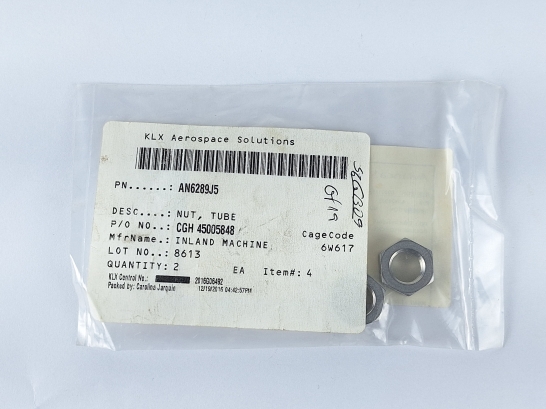 KLX Aerospace Solutions
PN......: AN6289J5
DESC....: NUT, TUBE
P/O NO..: CGH 45005848
CageCode
MfrName.: INLAND MACHINE
6W617
LOT NO..: 8613
QUANTITY: 2 EA Item#: 4
KLX Control No.: 2016G06492
Packed by: Carolina Jarquin 12/19/2016 04:42:57PM